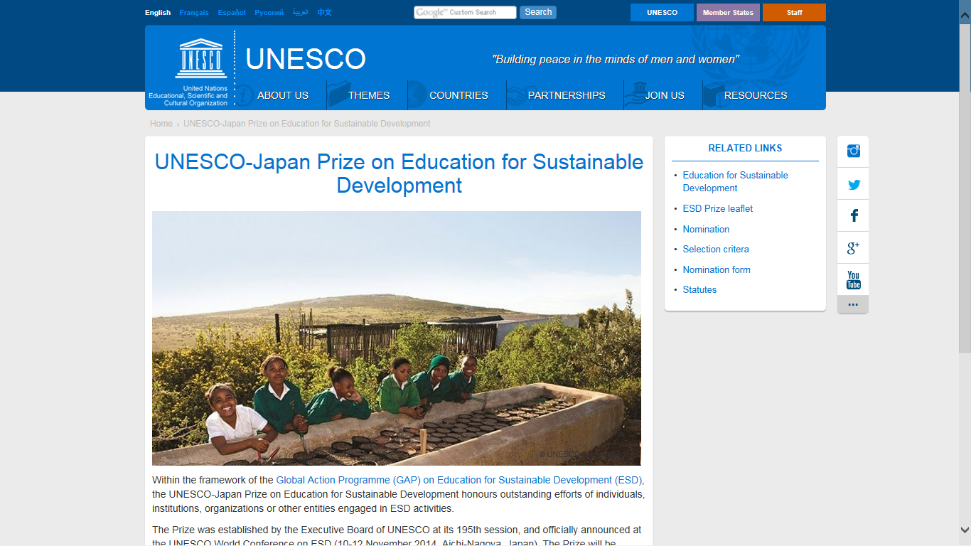 English Français Español Русский العربية 中文
Google™ Custom Search
Search
UNESCO
Member States
Staff
UNESCO
United Nations
Educational, Scientific and
Cultural Organization
UNESCO
"Building peace in the minds of men and women"
ABOUT US THEMES COUNTRIES PARTNERSHIPS JOIN US RESOURCES
Home › UNESCO-Japan Prize on Education for Sustainable Development
UNESCO-Japan Prize on Education for Sustainable
Development
© UNESCO
Within the framework of the Global Action Programme (GAP) on Education for Sustainable Development (ESD),
the UNESCO-Japan Prize on Education for Sustainable Development honours outstanding efforts of individuals,
institutions, organizations or other entities engaged in ESD activities.
The Prize was established by the Executive Board of UNESCO at its 195th session, and officially announced at
the UNESCO World Conference on ESD (10-12 November 2014, Aichi-Nagoya, Japan). The Prize will be
RELATED LINKS
• Education for Sustainable
Development
• ESD Prize leaflet
• Nomination
• Selection critera
• Nomination form
• Statutes
g+
You
Tube